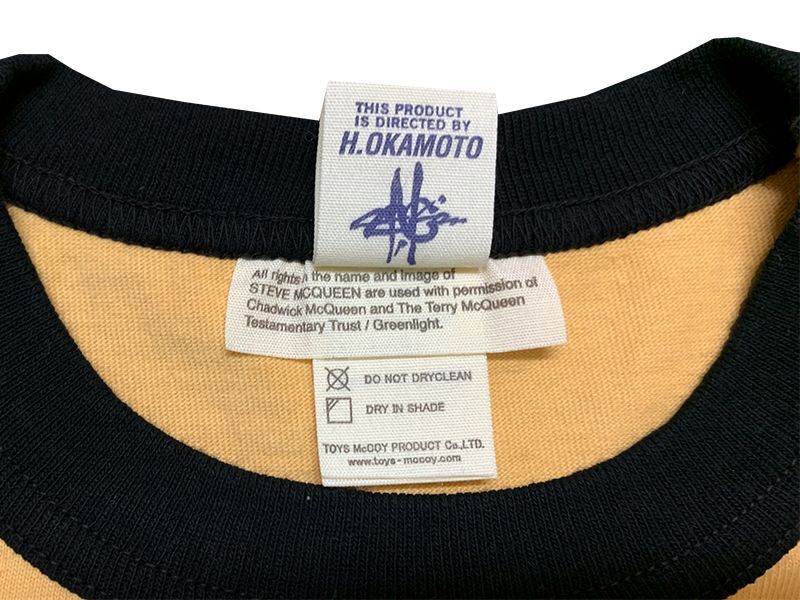 THIS PRODUCT
IS DIRECTED BY
H.OKAMOTO
All rights in the name and image of
STEVE MCQUEEN are used with permission of
Chadwick McQueen and The Terry McQueen
Testamentary Trust / Greenlight.
DO NOT DRYCLEAN
DRY IN SHADE
TOYS McCOY PRODUCT Co.,LTD.
www.toys-mccoy.com